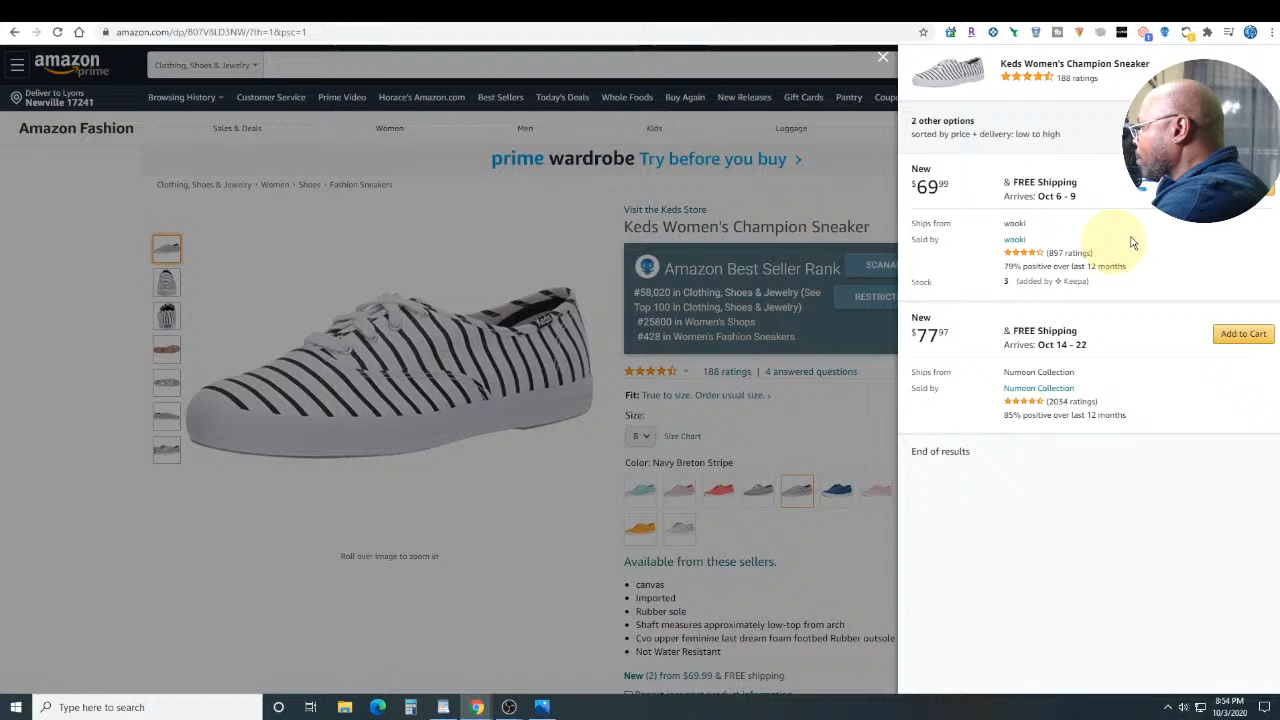 amazon.com/dp/B07V8LD3NW/?th=1&psc=1
amazon
prime
Clothing, Shoes & Jewelry
Deliver to Lyons
Newville 17241
Browsing History
Customer Service
Prime Video
Horace's Amazon.com
Best Sellers
Today's Deals
Whole Foods
Buy Again
New Releases
Gift Cards
Pantry
Coup
Amazon Fashion
Sales & Deals
Women
Men
Kids
Luggage
prime wardrobe Try before you buy ›
Clothing, Shoes & Jewelry › Women › Shoes › Fashion Sneakers
Keds
Roll over image to zoom in
Visit the Keds Store
Keds Women's Champion Sneaker
Amazon Best Seller Rank
SCANA
#58,020 in Clothing, Shoes & Jewelry (See
Top 100 in Clothing, Shoes & Jewelry)
RESTRICT
#25800 in Women's Shops
#428 in Women's Fashion Sneakers
188 ratings | 4 answered questions
Fit: True to size. Order usual size. ›
Size:
8
Size Chart
Color: Navy Breton Stripe
Available from these sellers.
• canvas
• Imported
• Rubber sole
• Shaft measures approximately low-top from arch
• Cvo upper feminine last dream foam footbed Rubber outsole
• Not Water Resistant
New (2) from $69.99 & FREE shipping.
Report incorrect product information
Keds Women's Champion Sneaker
188 ratings
2 other options
sorted by price + delivery: low to high
New
$69 99
& FREE Shipping
Arrives: Oct 6 - 9
Ships from
wooki
Sold by
wooki
(897 ratings)
79% positive over last 12 months
Stock
3 (added by Keepa)
New
$77 97
& FREE Shipping
Arrives: Oct 14 - 22
Add to Cart
Ships from
Numoon Collection
Sold by
Numoon Collection
(2034 ratings)
85% positive over last 12 months
End of results
Type here to search
8:54 PM
10/3/2020